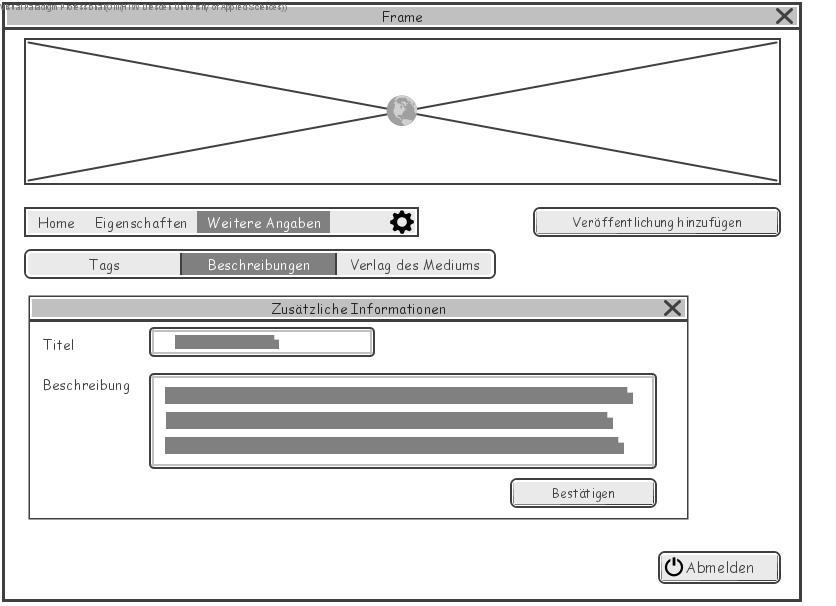 Visual Paradigm Professional(Olli(HTW Dresden University of Applied Sciences))
Frame
Home Eigenschaften Weitere Angaben
Veröffentlichung hinzufügen
Tags Beschreibungen Verlag des Mediums
Zusätzliche Informationen
Titel
Beschreibung
Bestätigen
Abmelden